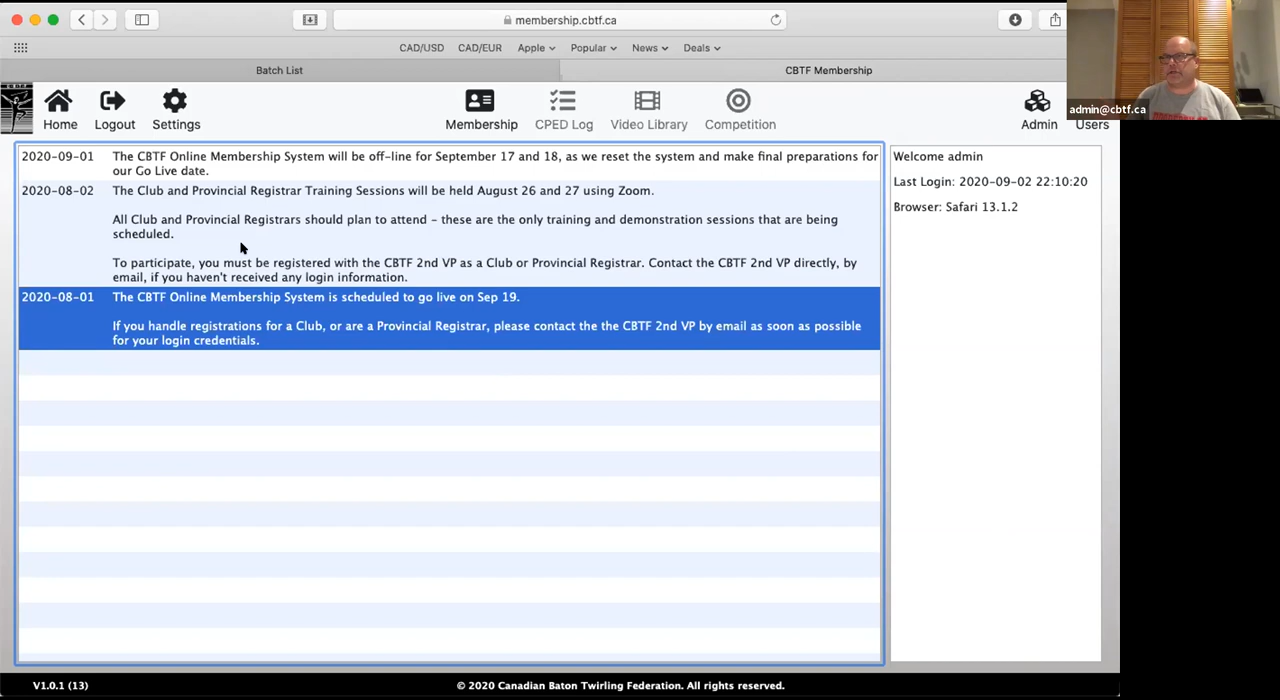 membership.cbtf.ca
CAD/USD CAD/EUR Apple Popular News Deals
Batch List CBTF Membership
CBTF
Home Logout Settings Membership CPED Log Video Library Competition Admin Users
admin@cbtf.ca
2020-09-01 The CBTF Online Membership System will be off-line for September 17 and 18, as we reset the system and make final preparations for
our Go Live date.
2020-08-02 The Club and Provincial Registrar Training Sessions will be held August 26 and 27 using Zoom.
All Club and Provincial Registrars should plan to attend – these are the only training and demonstration sessions that are being
scheduled.
To participate, you must be registered with the CBTF 2nd VP as a Club or Provincial Registrar. Contact the CBTF 2nd VP directly, by
email, if you haven't received any login information.
2020-08-01 The CBTF Online Membership System is scheduled to go live on Sep 19.
If you handle registrations for a Club, or are a Provincial Registrar, please contact the the CBTF 2nd VP by email as soon as possible
for your login credentials.
Welcome admin
Last Login: 2020-09-02 22:10:20
Browser: Safari 13.1.2
V1.0.1 (13) © 2020 Canadian Baton Twirling Federation. All rights reserved.